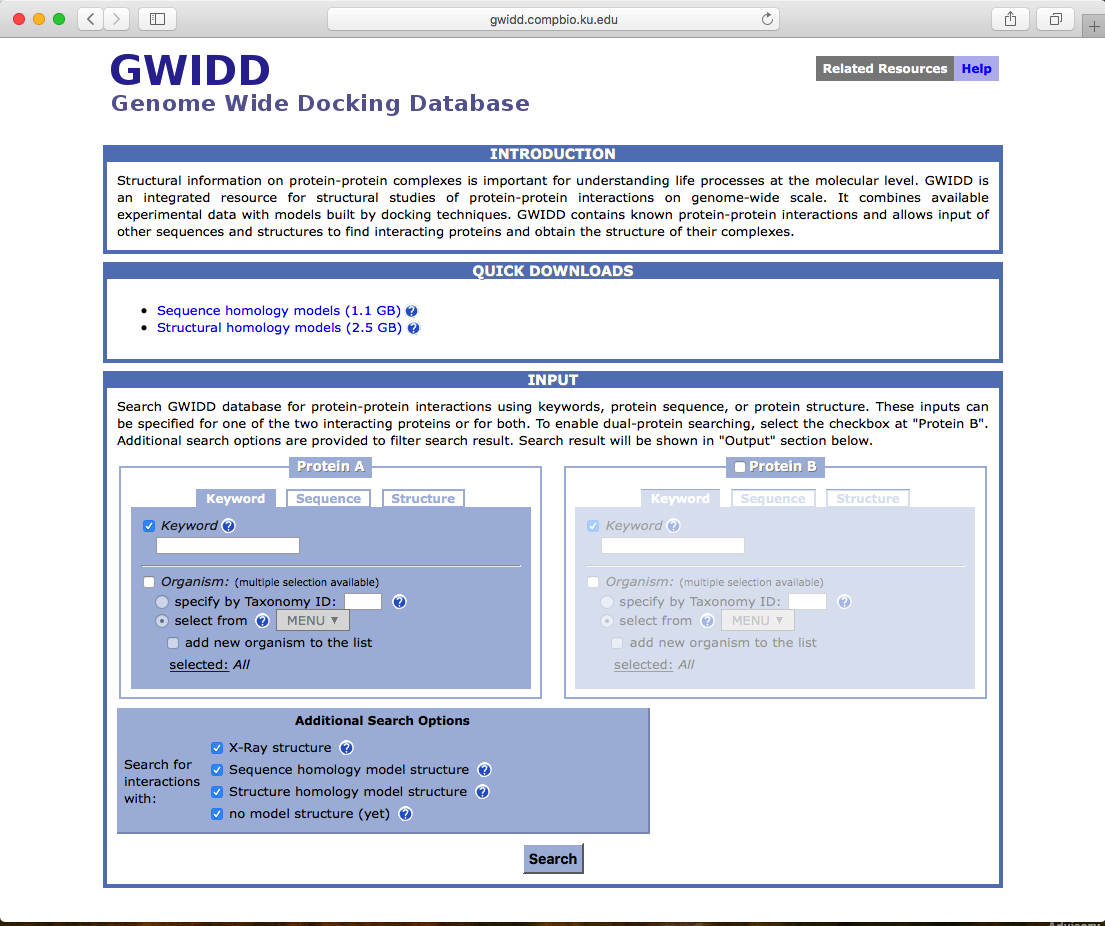 gwidd.compbio.ku.edu
GWIDD
Related Resources Help
Genome Wide Docking Database
INTRODUCTION
Structural information on protein-protein complexes is important for understanding life processes at the molecular level. GWIDD is
an integrated resource for structural studies of protein-protein interactions on genome-wide scale. It combines available
experimental data with models built by docking techniques. GWIDD contains known protein-protein interactions and allows input of
other sequences and structures to find interacting proteins and obtain the structure of their complexes.
QUICK DOWNLOADS
• Sequence homology models (1.1 GB) ?
• Structural homology models (2.5 GB) ?
INPUT
Search GWIDD database for protein-protein interactions using keywords, protein sequence, or protein structure. These inputs can
be specified for one of the two interacting proteins or for both. To enable dual-protein searching, select the checkbox at "Protein B".
Additional search options are provided to filter search result. Search result will be shown in "Output" section below.
Protein A
Keyword Sequence Structure
Keyword ?
Organism: (multiple selection available)
specify by Taxonomy ID: ?
select from ? MENU ▼
add new organism to the list
selected: All
Protein B
Keyword Sequence Structure
Keyword ?
Organism: (multiple selection available)
specify by Taxonomy ID: ?
select from ? MENU ▼
add new organism to the list
selected: All
Additional Search Options
Search for
interactions
with:
X-Ray structure ?
Sequence homology model structure ?
Structure homology model structure ?
no model structure (yet) ?
Search